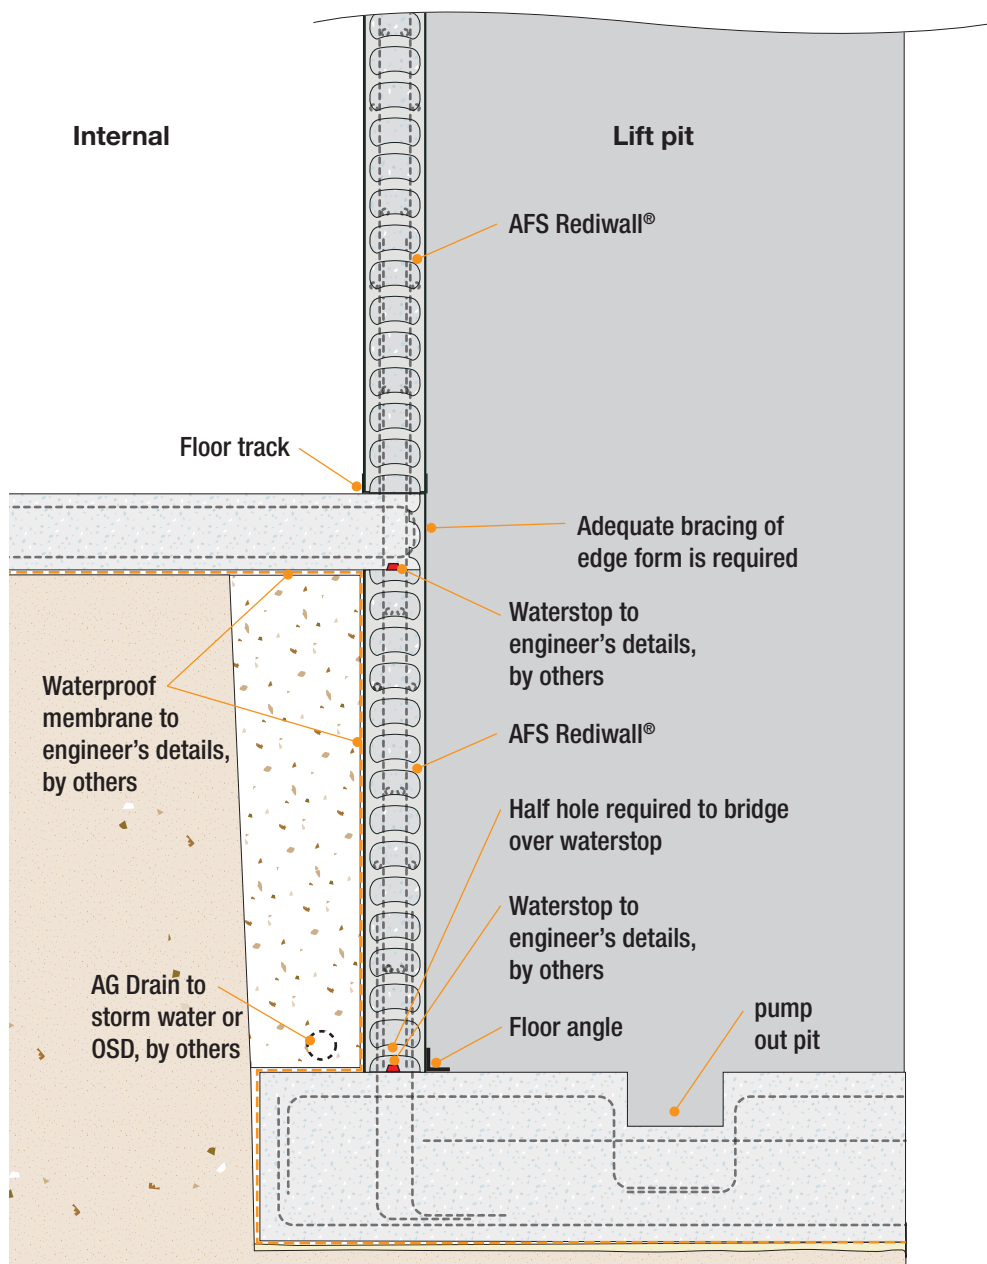 Internal
Lift pit
AFS Rediwall®
Floor track
Adequate bracing of
edge form is required
Waterstop to
engineer’s details,
by others
Waterproof
membrane to
engineer’s details,
by others
AFS Rediwall®
Half hole required to bridge
over waterstop
Waterstop to
engineer’s details,
by others
AG Drain to
storm water or
OSD, by others
Floor angle
pump
out pit